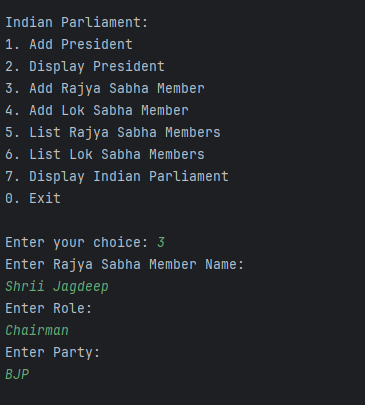 Indian Parliament:
1. Add President
2. Display President
3. Add Rajya Sabha Member
4. Add Lok Sabha Member
5. List Rajya Sabha Members
6. List Lok Sabha Members
7. Display Indian Parliament
0. Exit
Enter your choice: 3
Enter Rajya Sabha Member Name:
Shrii Jagdeep
Enter Role:
Chairman
Enter Party:
BJP